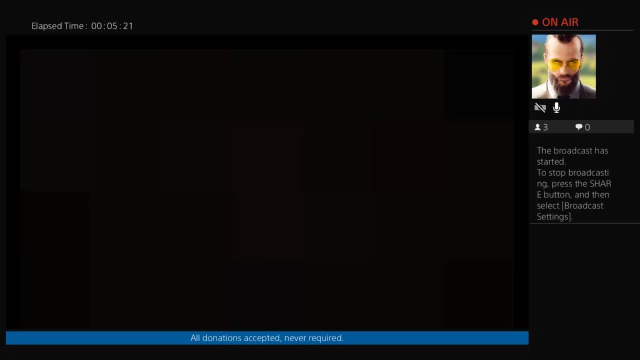 Elapsed Time : 00:05:21
ON AIR
3
0
The broadcast has
started.
To stop broadcasti
ng, press the SHAR
E button, and then
select [Broadcast
Settings].
All donations accepted, never required.